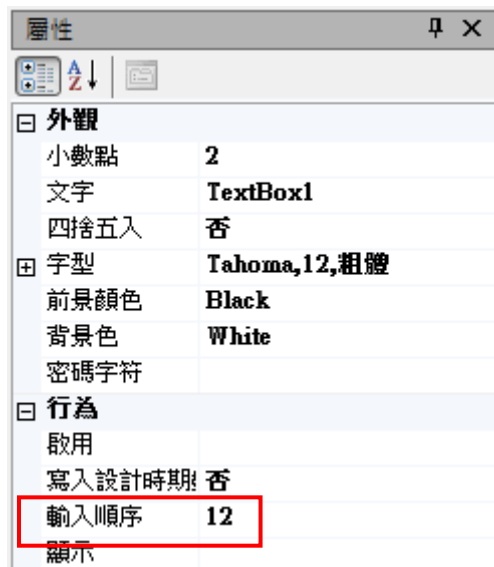 屬性
外觀
小數點 2
文字 TextBox1
四捨五入 否
字型 Tahoma,12,粗體
前景顏色 Black
背景色 White
密碼字符
行為
啟用
寫入設計時期 否
輸入順序 12
顯示